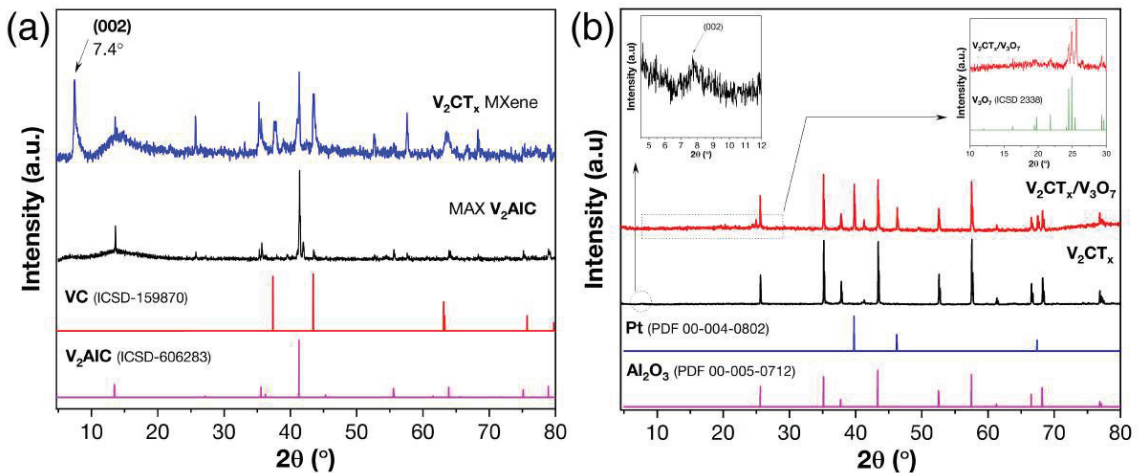 (a)
(002)
7.4°
V₂CTₓ MXene
MAX V₂AlC
VC (ICSD-159870)
V₂AlC (ICSD-606283)
Intensity (a.u.)
10 20 30 40 50 60 70 80
2θ (°)
(b)
(002)
Intensity (a.u)
5 6 7 8 9 10 11 12
2θ (°)
V₂CTₓ/V₃O₇
V₃O₇ (ICSD 2338)
Intensity (a.u)
10 15 20 25 30
2θ (°)
V₂CTₓ/V₃O₇
V₂CTₓ
Pt (PDF 00-004-0802)
Al₂O₃ (PDF 00-005-0712)
Intensity (a.u.)
10 20 30 40 50 60 70 80
2θ (°)